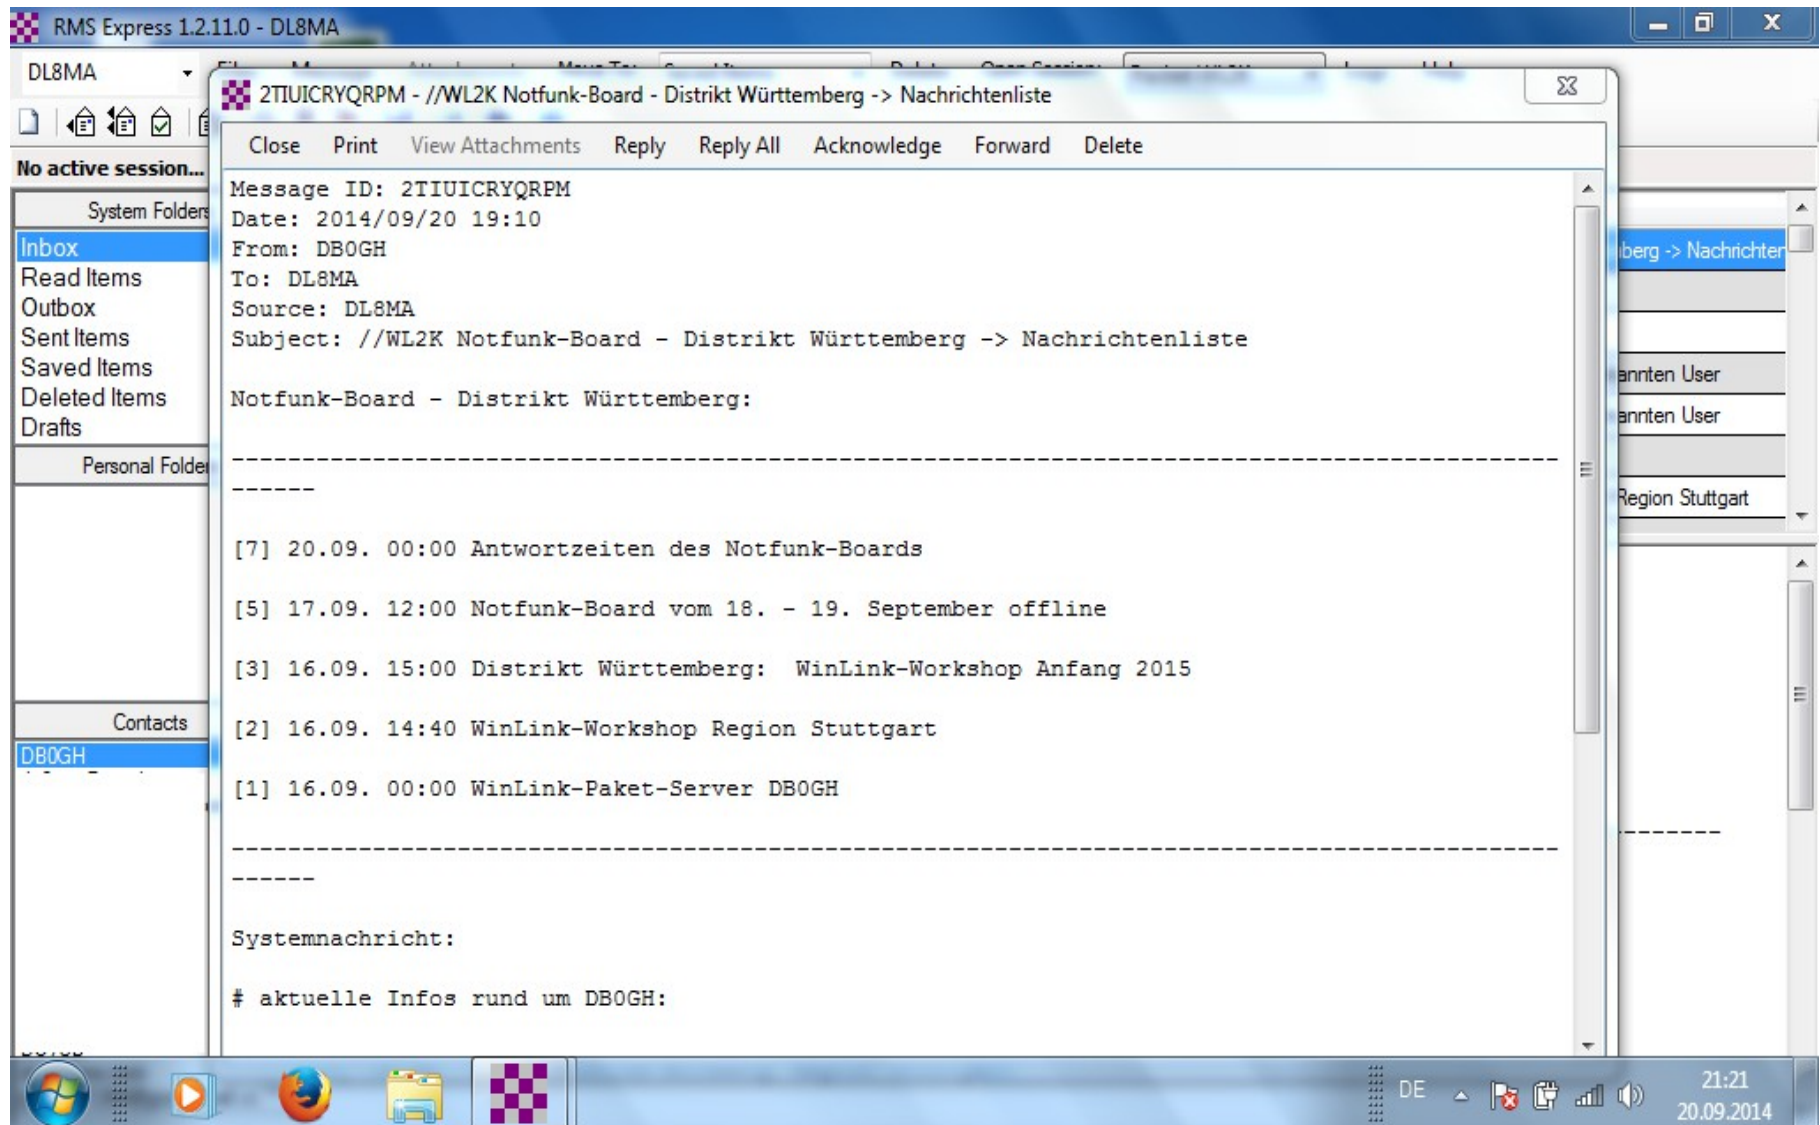 RMS Express 1.2.11.0 - DL8MA
DL8MA
No active session...
System Folders
Inbox
Read Items
Outbox
Sent Items
Saved Items
Deleted Items
Drafts
Contacts
DB0GH
2TIUICRYQRPM - //WL2K Notfunk-Board - Distrikt Württemberg -> Nachrichtenliste
Close Print View Attachments Reply Reply All Acknowledge Forward Delete
Message ID: 2TIUICRYQRPM
Date: 2014/09/20 19:10
From: DB0GH
To: DL8MA
Source: DL8MA
Subject: //WL2K Notfunk-Board - Distrikt Württemberg -> Nachrichtenliste
Notfunk-Board - Distrikt Württemberg:
-----------------------------------------------------------------------------------------------
------
[7] 20.09. 00:00 Antwortzeiten des Notfunk-Boards
[5] 17.09. 12:00 Notfunk-Board vom 18. - 19. September offline
[3] 16.09. 15:00 Distrikt Württemberg:  WinLink-Workshop Anfang 2015
[2] 16.09. 14:40 WinLink-Workshop Region Stuttgart
[1] 16.09. 00:00 WinLink-Paket-Server DB0GH
-----------------------------------------------------------------------------------------------
------
Systemnachricht:
# aktuelle Infos rund um DB0GH:
berg -> Nachrichten
annten User
annten User
Region Stuttgart
Personal Folder
DE
21:21
20.09.2014